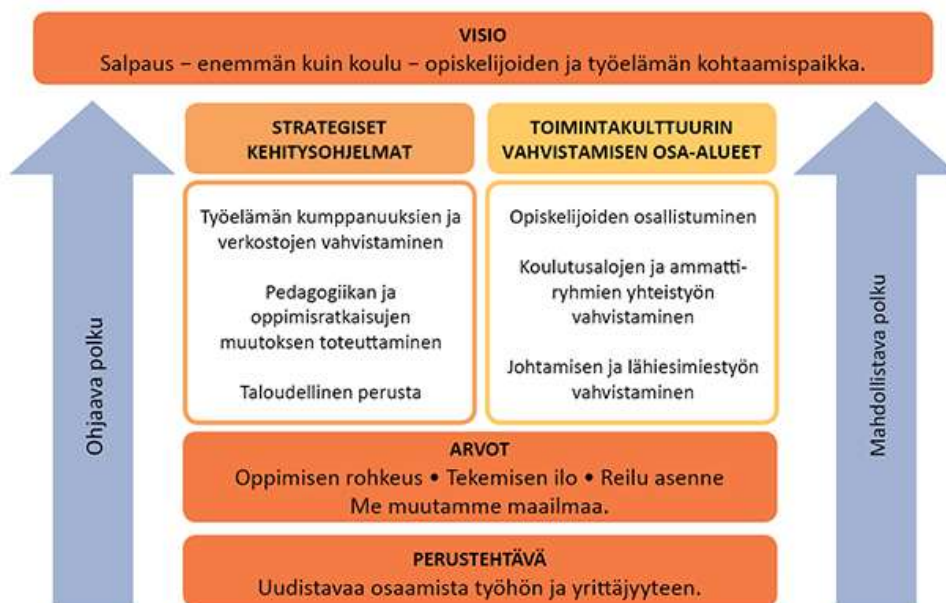 VISIO
Salpaus – enemmän kuin koulu – opiskelijoiden ja työelämän kohtaamispaikka.
Ohjaava polku
STRATEGISET
KEHITYSOHJELMAT
Työelämän kumppanuuksien ja
verkostojen vahvistaminen
Pedagogiikan ja
oppimisratkaisujen
muutoksen toteuttaminen
Taloudellinen perusta
TOIMINTAKULTTUURIN
VAHVISTAMISEN OSA-ALUEET
Opiskelijoiden osallistuminen
Koulutusalojen ja ammatti-
ryhmien yhteistyön
vahvistaminen
Johtamisen ja lähiesimiestyön
vahvistaminen
Mahdollistava polku
ARVOT
Oppimisen rohkeus • Tekemisen ilo • Reilu asenne
Me muutamme maailmaa.
PERUSTEHTÄVÄ
Uudistavaa osaamista työhön ja yrittäjyyteen.